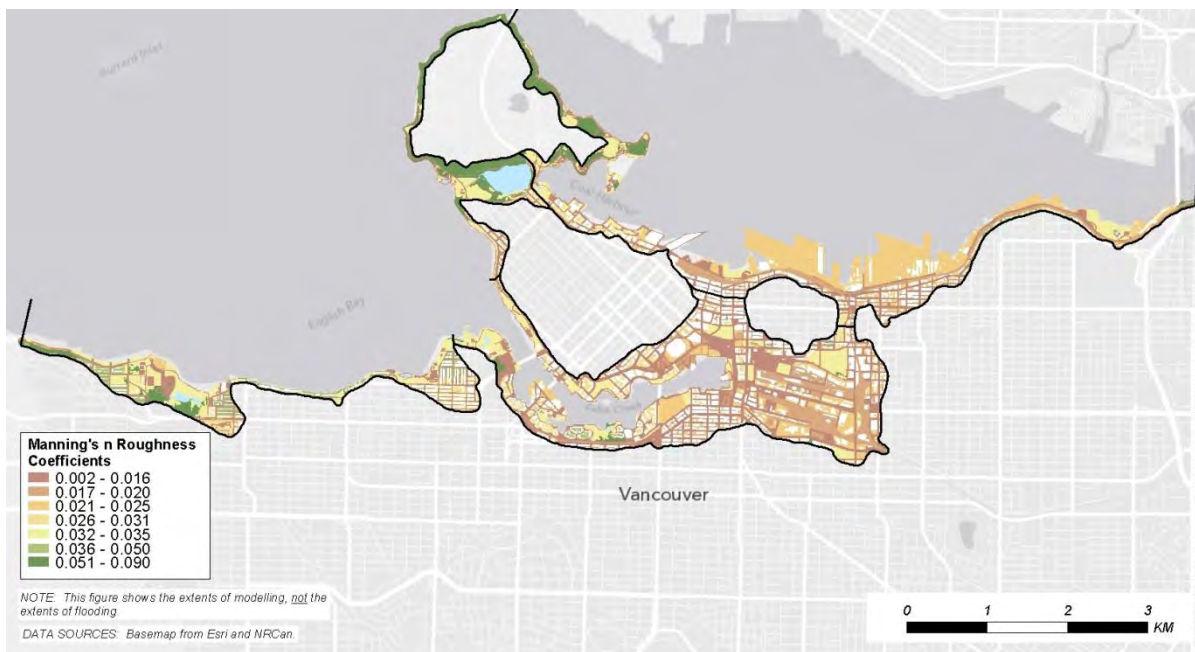 Burrard Inlet
Coal Harbour
English Bay
False Creek
Vancouver
Manning's n Roughness
Coefficients
0.002 - 0.016
0.017 - 0.020
0.021 - 0.025
0.026 - 0.031
0.032 - 0.035
0.036 - 0.050
0.051 - 0.090
NOTE: This figure shows the extents of modelling, not the
extents of flooding.
DATA SOURCES: Basemap from Esri and NRCan.
0 1 2 3
KM